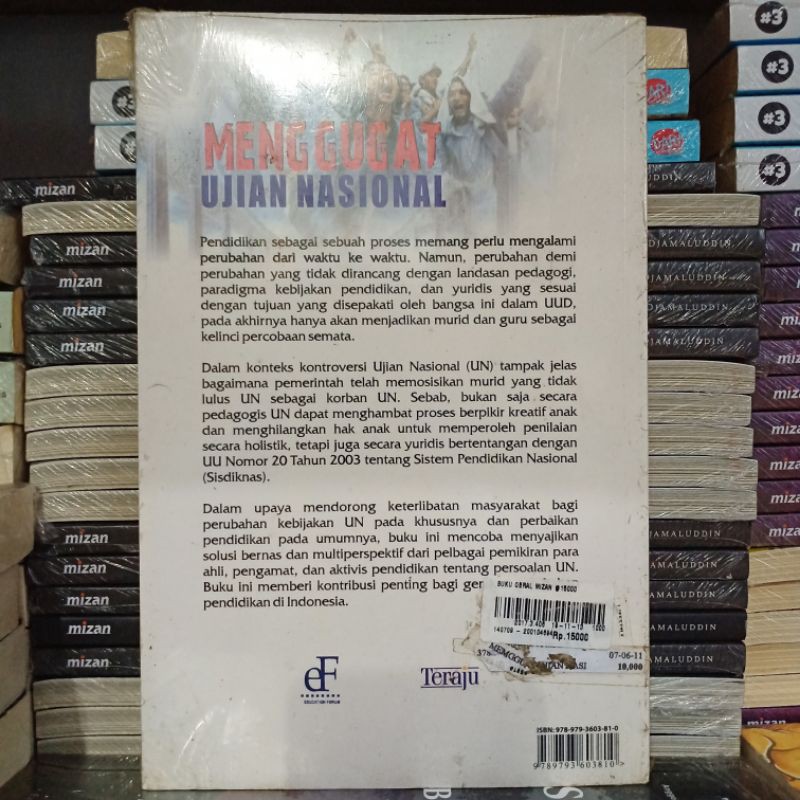 MENGGUGAT
UJIAN NASIONAL
Pendidikan sebagai sebuah proses memang perlu mengalami
perubahan dari waktu ke waktu. Namun, perubahan demi
perubahan yang tidak dirancang dengan landasan pedagogi,
paradigma kebijakan pendidikan, dan yuridis yang sesuai
dengan tujuan yang disepakati oleh bangsa ini dalam UUD,
pada akhirnya hanya akan menjadikan murid dan guru sebagai
kelinci percobaan semata.
Dalam konteks kontroversi Ujian Nasional (UN) tampak jelas
bagaimana pemerintah telah memosisikan murid yang tidak
lulus UN sebagai korban UN. Sebab, bukan saja secara
pedagogis UN dapat menghambat proses berpikir kreatif anak
dan menghilangkan hak anak untuk memperoleh penilaian
secara holistik, tetapi juga secara yuridis bertentangan dengan
UU Nomor 20 Tahun 2003 tentang Sistem Pendidikan Nasional
(Sisdiknas).
Dalam upaya mendorong keterlibatan masyarakat bagi
perubahan kebijakan UN pada khususnya dan perbaikan
pendidikan pada umumnya, buku ini mencoba menyajikan
solusi bernas dan multiperspektif dari pelbagai pemikiran para
ahli, pengamat, dan aktivis pendidikan tentang persoalan UN.
Buku ini memberi kontribusi penting bagi
pendidikan di Indonesia.
BUKU OBRAL MIZAN @15000
Rp.15000
07-06-11
10,000
eF
EDUCATION FORUM
Teraju
ISBN: 978-979-3603-81-0
9789793603810>
mizan
mizan
mizan
mizan
mizan
mizan
mizan
mizan
mizan
mizan
DJAMALUDDIN
#3
#3
#3
#3
mizan